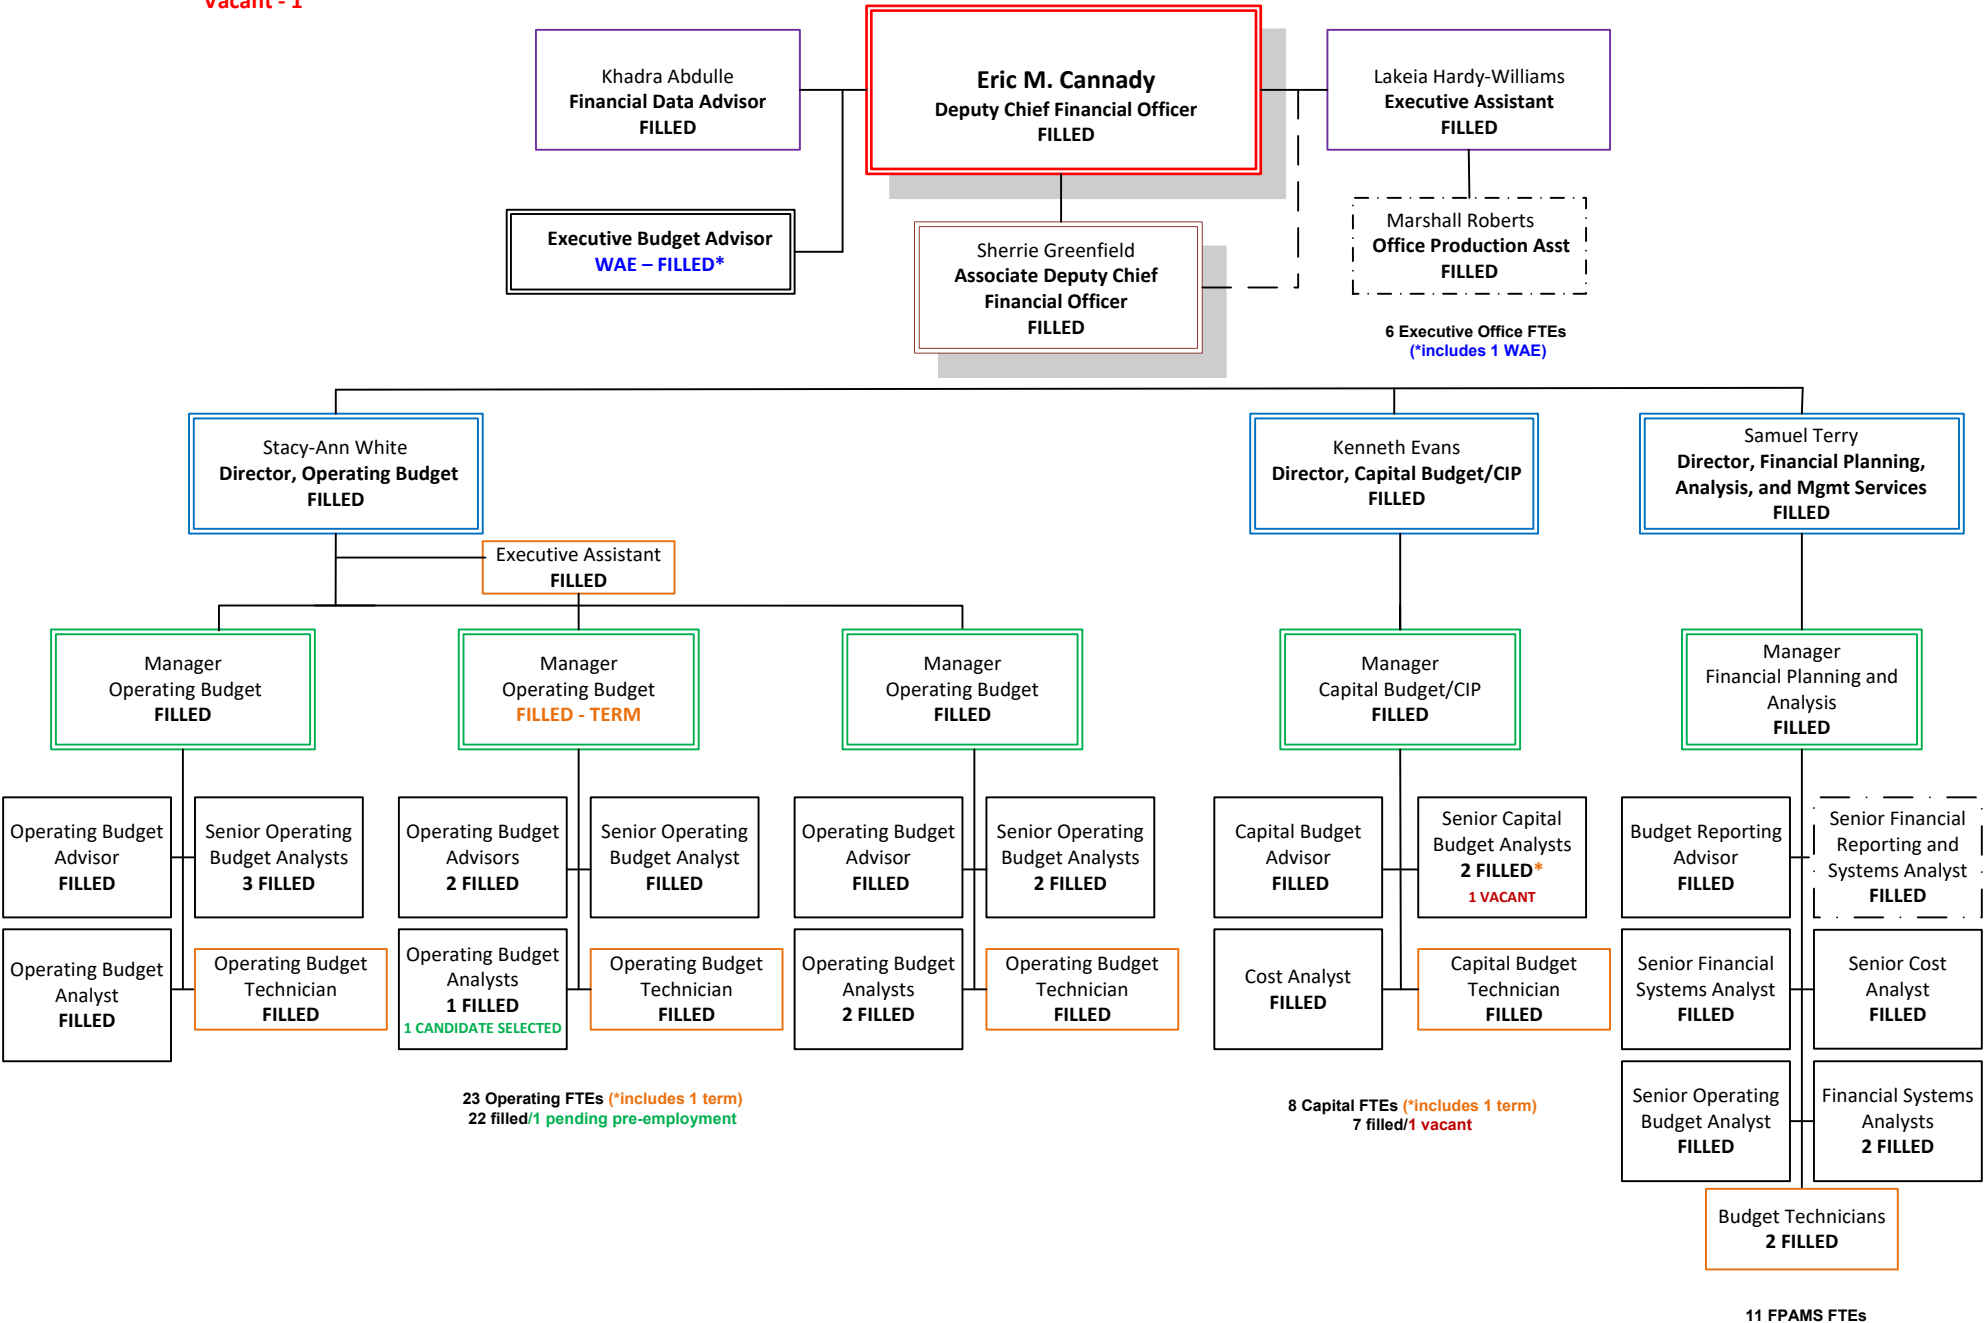 Vacant - 1
Khadra Abdulle
Financial Data Advisor
FILLED
Eric M. Cannady
Deputy Chief Financial Officer
FILLED
Lakeia Hardy-Williams
Executive Assistant
FILLED
Executive Budget Advisor
WAE – FILLED*
Sherrie Greenfield
Associate Deputy Chief
Financial Officer
FILLED
Marshall Roberts
Office Production Asst
FILLED
6 Executive Office FTEs
(*includes 1 WAE)
Stacy-Ann White
Director, Operating Budget
FILLED
Kenneth Evans
Director, Capital Budget/CIP
FILLED
Samuel Terry
Director, Financial Planning,
Analysis, and Mgmt Services
FILLED
Executive Assistant
FILLED
Manager
Operating Budget
FILLED
Manager
Operating Budget
FILLED - TERM
Manager
Operating Budget
FILLED
Manager
Capital Budget/CIP
FILLED
Manager
Financial Planning and
Analysis
FILLED
Operating Budget
Advisor
FILLED
Senior Operating
Budget Analysts
3 FILLED
Operating Budget
Advisors
2 FILLED
Senior Operating
Budget Analyst
FILLED
Operating Budget
Advisor
FILLED
Senior Operating
Budget Analysts
2 FILLED
Capital Budget
Advisor
FILLED
Senior Capital
Budget Analysts
2 FILLED*
1 VACANT
Budget Reporting
Advisor
FILLED
Senior Financial
Reporting and
Systems Analyst
FILLED
Operating Budget
Analyst
FILLED
Operating Budget
Technician
FILLED
Operating Budget
Analysts
1 FILLED
1 CANDIDATE SELECTED
Operating Budget
Technician
FILLED
Operating Budget
Analysts
2 FILLED
Operating Budget
Technician
FILLED
Cost Analyst
FILLED
Capital Budget
Technician
FILLED
Senior Financial
Systems Analyst
FILLED
Senior Cost
Analyst
FILLED
23 Operating FTEs (*includes 1 term)
22 filled/1 pending pre-employment
8 Capital FTEs (*includes 1 term)
7 filled/1 vacant
Senior Operating
Budget Analyst
FILLED
Financial Systems
Analysts
2 FILLED
Budget Technicians
2 FILLED
11 FPAMS FTEs